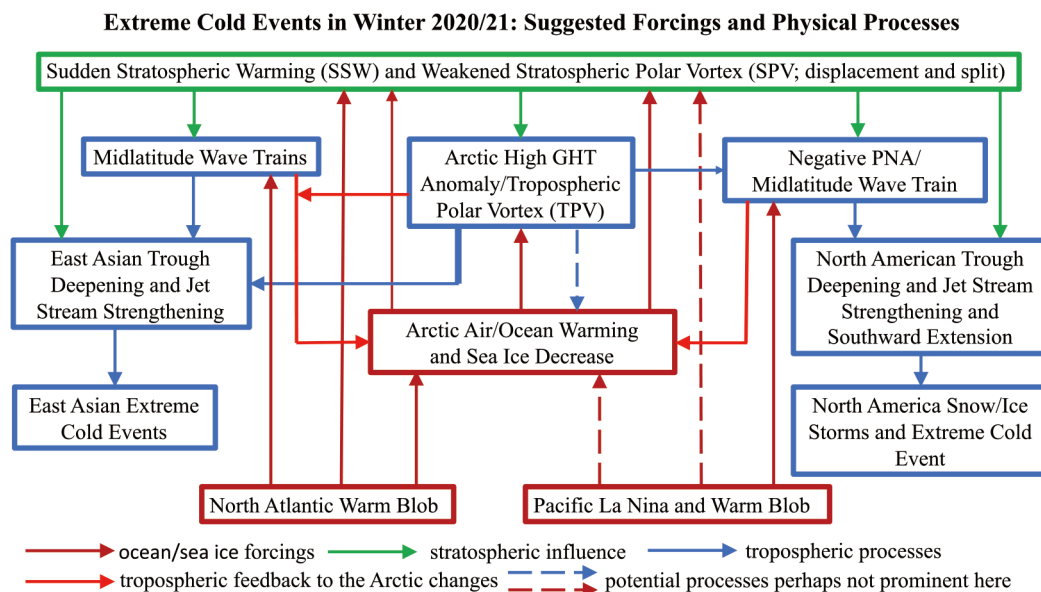 Extreme Cold Events in Winter 2020/21: Suggested Forcings and Physical Processes
Sudden Stratospheric Warming (SSW) and Weakened Stratospheric Polar Vortex (SPV; displacement and split)
Midlatitude Wave Trains
Arctic High GHT
Anomaly/Tropospheric
Polar Vortex (TPV)
Negative PNA/
Midlatitude Wave Train
East Asian Trough
Deepening and Jet
Stream Strengthening
North American Trough
Deepening and Jet Stream
Strengthening and
Southward Extension
Arctic Air/Ocean Warming
and Sea Ice Decrease
East Asian Extreme
Cold Events
North America Snow/Ice
Storms and Extreme Cold
Event
North Atlantic Warm Blob
Pacific La Nina and Warm Blob
ocean/sea ice forcings
stratospheric influence
tropospheric processes
tropospheric feedback to the Arctic changes
potential processes perhaps not prominent here